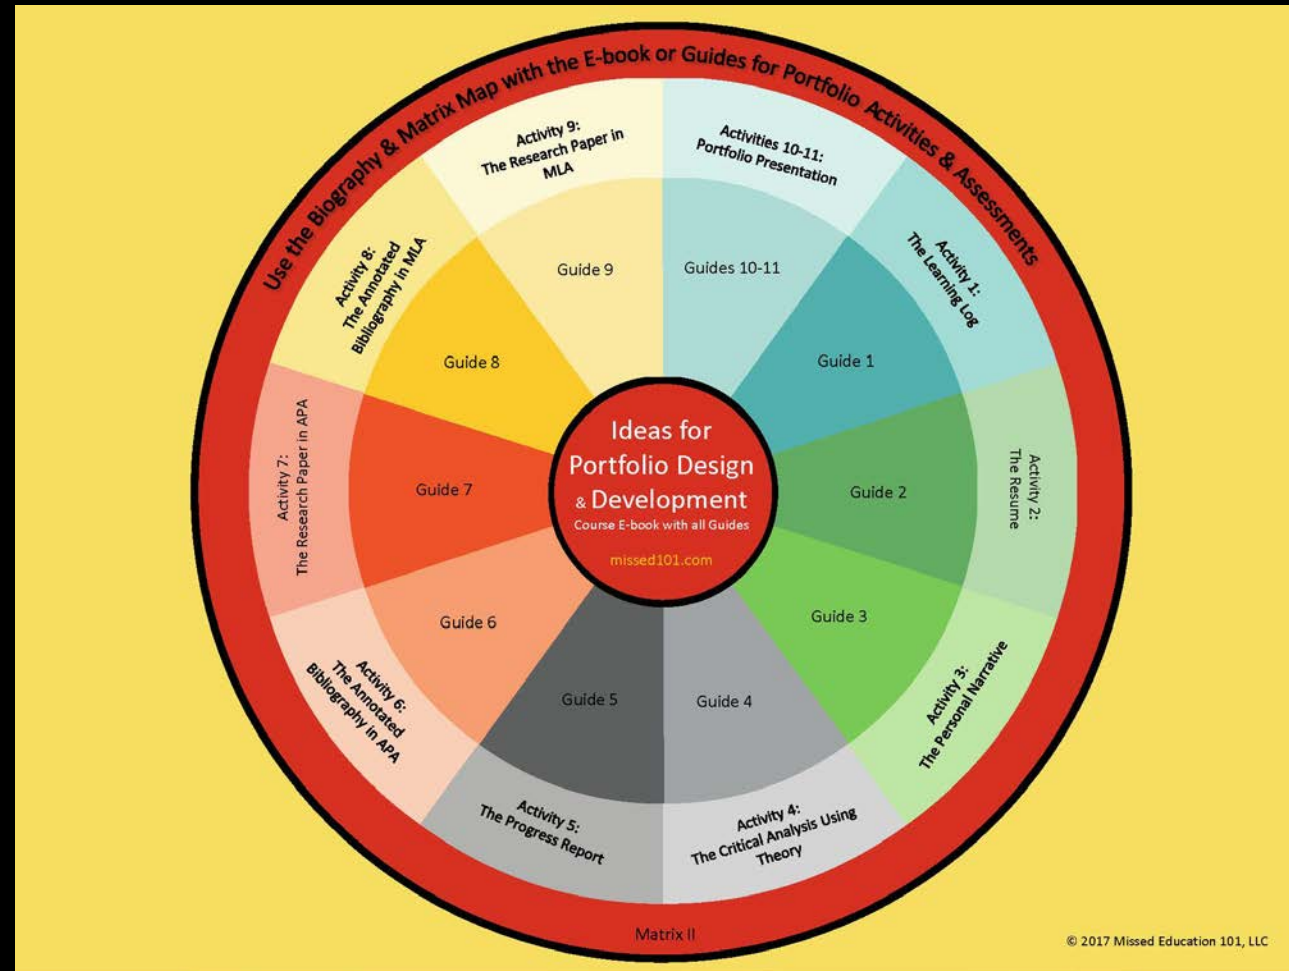 Use the Biography & Matrix Map with the E-book or Guides for Portfolio Activities & Assessments
Activities 10-11:
Portfolio Presentation
Guides 10-11
Activity 1:
The Learning Log
Guide 1
Activity 2:
The Resume
Guide 2
Activity 3:
The Personal Narrative
Guide 3
Activity 4:
The Critical Analysis Using
Theory
Guide 4
Activity 5:
The Progress Report
Guide 5
Activity 6:
The Annotated
Bibliography in APA
Guide 6
Activity 7:
The Research Paper in APA
Guide 7
Activity 8:
The Annotated
Bibliography in MLA
Guide 8
Activity 9:
The Research Paper in
MLA
Guide 9
Ideas for
Portfolio Design
& Development
Course E-book with all Guides
missed101.com
Matrix II
© 2017 Missed Education 101, LLC